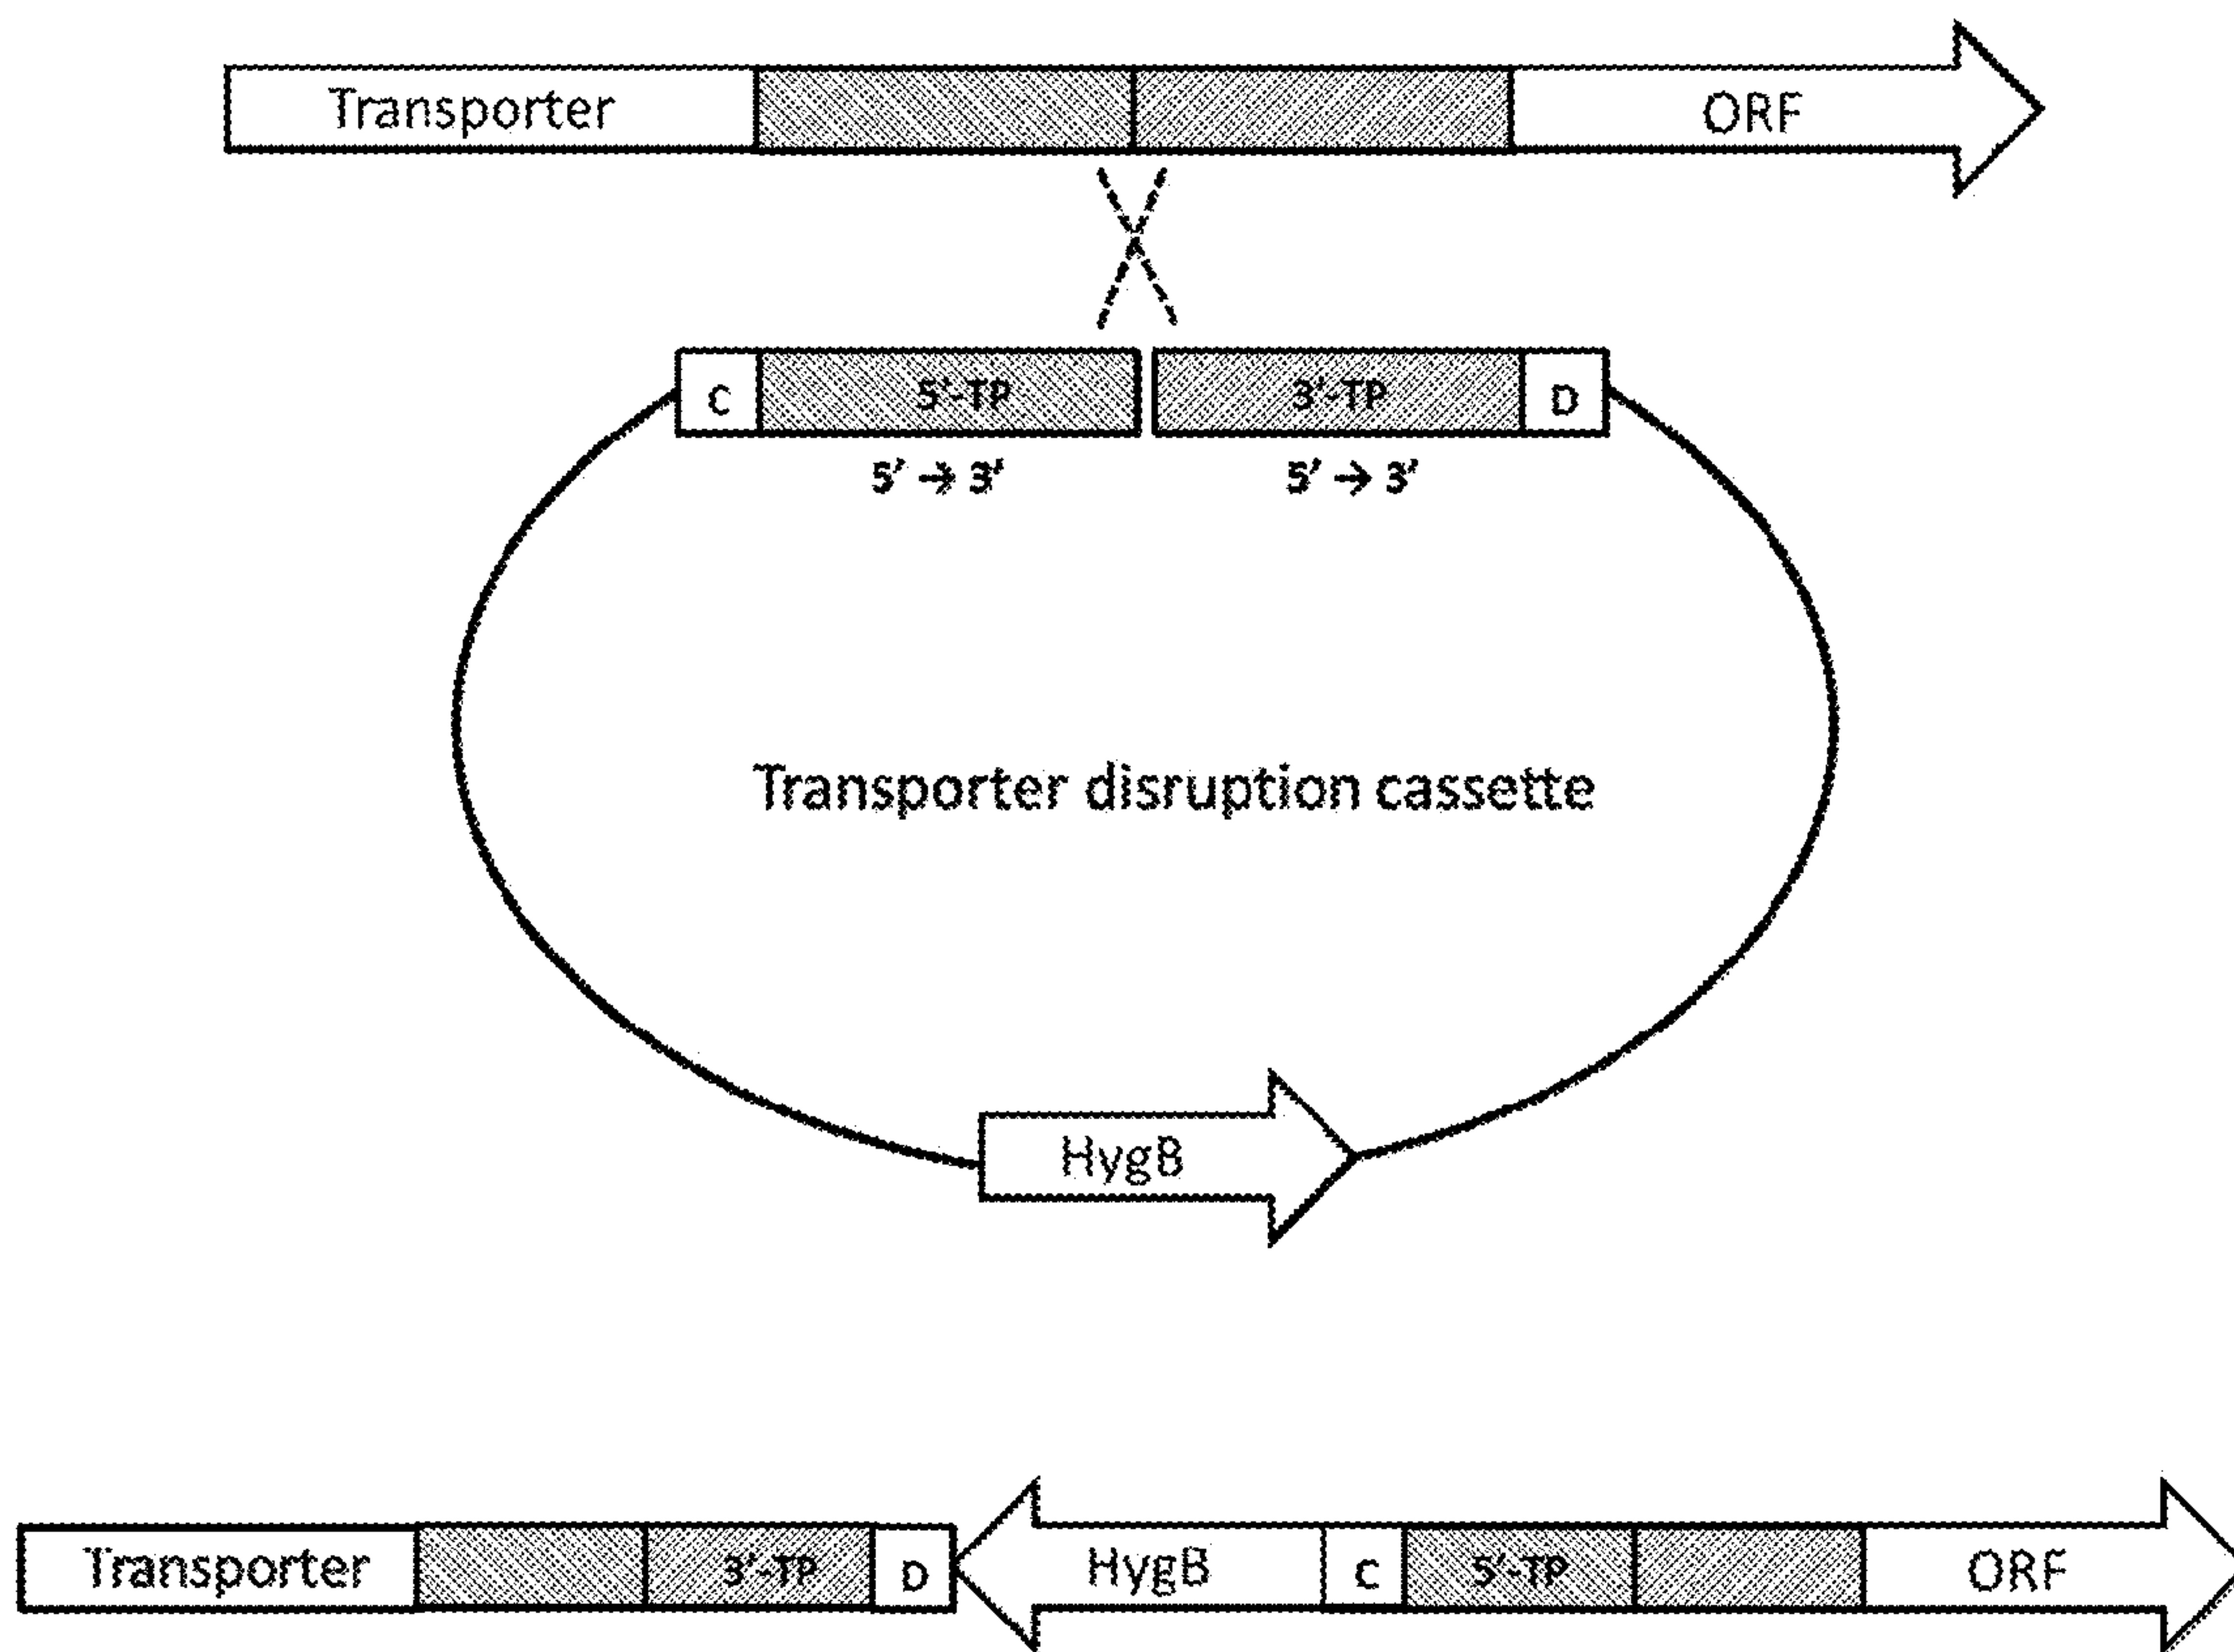 Transporter ORF
C 5'-TP 3'-TP D
5' → 3' 5' → 3'
Transporter disruption cassette
HygB
Transporter 3'-TP D HygB C 5'-TP ORF